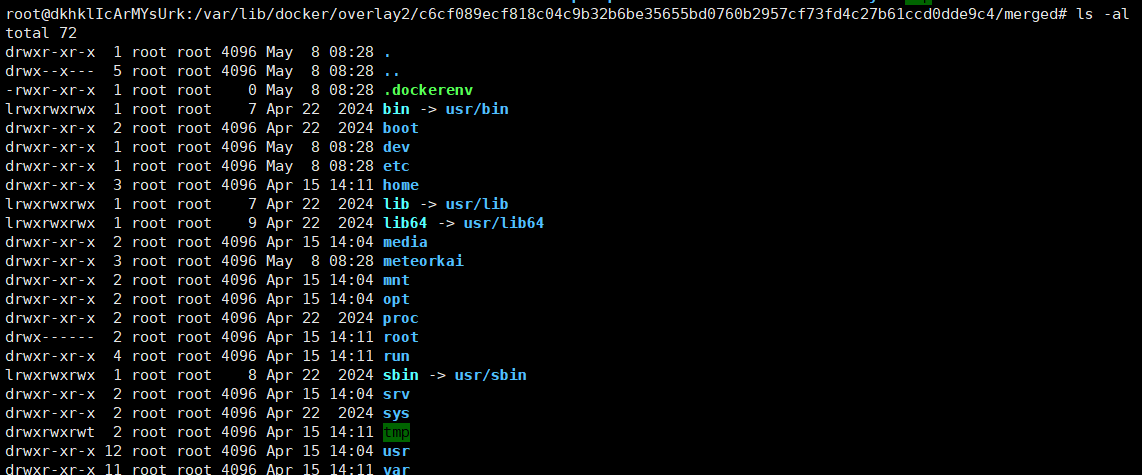 root@dkhklIcArMYsUrk:/var/lib/docker/overlay2/c6cf089ecf818c04c9b32b6be35655bd0760b2957cf73fd4c27b61ccd0dde9c4/merged# ls -al
total 72
drwxr-xr-x  1 root root 4096 May  8 08:28 .
drwx--x---  5 root root 4096 May  8 08:28 ..
-rwxr-xr-x  1 root root    0 May  8 08:28 .dockerenv
lrwxrwxrwx  1 root root    7 Apr 22  2024 bin -> usr/bin
drwxr-xr-x  2 root root 4096 Apr 22  2024 boot
drwxr-xr-x  1 root root 4096 May  8 08:28 dev
drwxr-xr-x  1 root root 4096 May  8 08:28 etc
drwxr-xr-x  3 root root 4096 Apr 15 14:11 home
lrwxrwxrwx  1 root root    7 Apr 22  2024 lib -> usr/lib
lrwxrwxrwx  1 root root    9 Apr 22  2024 lib64 -> usr/lib64
drwxr-xr-x  2 root root 4096 Apr 15 14:04 media
drwxr-xr-x  3 root root 4096 May  8 08:28 meteorkai
drwxr-xr-x  2 root root 4096 Apr 15 14:04 mnt
drwxr-xr-x  2 root root 4096 Apr 15 14:04 opt
drwxr-xr-x  2 root root 4096 Apr 22  2024 proc
drwx------  2 root root 4096 Apr 15 14:11 root
drwxr-xr-x  4 root root 4096 Apr 15 14:11 run
lrwxrwxrwx  1 root root    8 Apr 22  2024 sbin -> usr/sbin
drwxr-xr-x  2 root root 4096 Apr 15 14:04 srv
drwxr-xr-x  2 root root 4096 Apr 22  2024 sys
drwxrwxrwt  2 root root 4096 Apr 15 14:11 tmp
drwxr-xr-x 12 root root 4096 Apr 15 14:04 usr
drwxr-xr-x 11 root root 4096 Apr 15 14:11 var